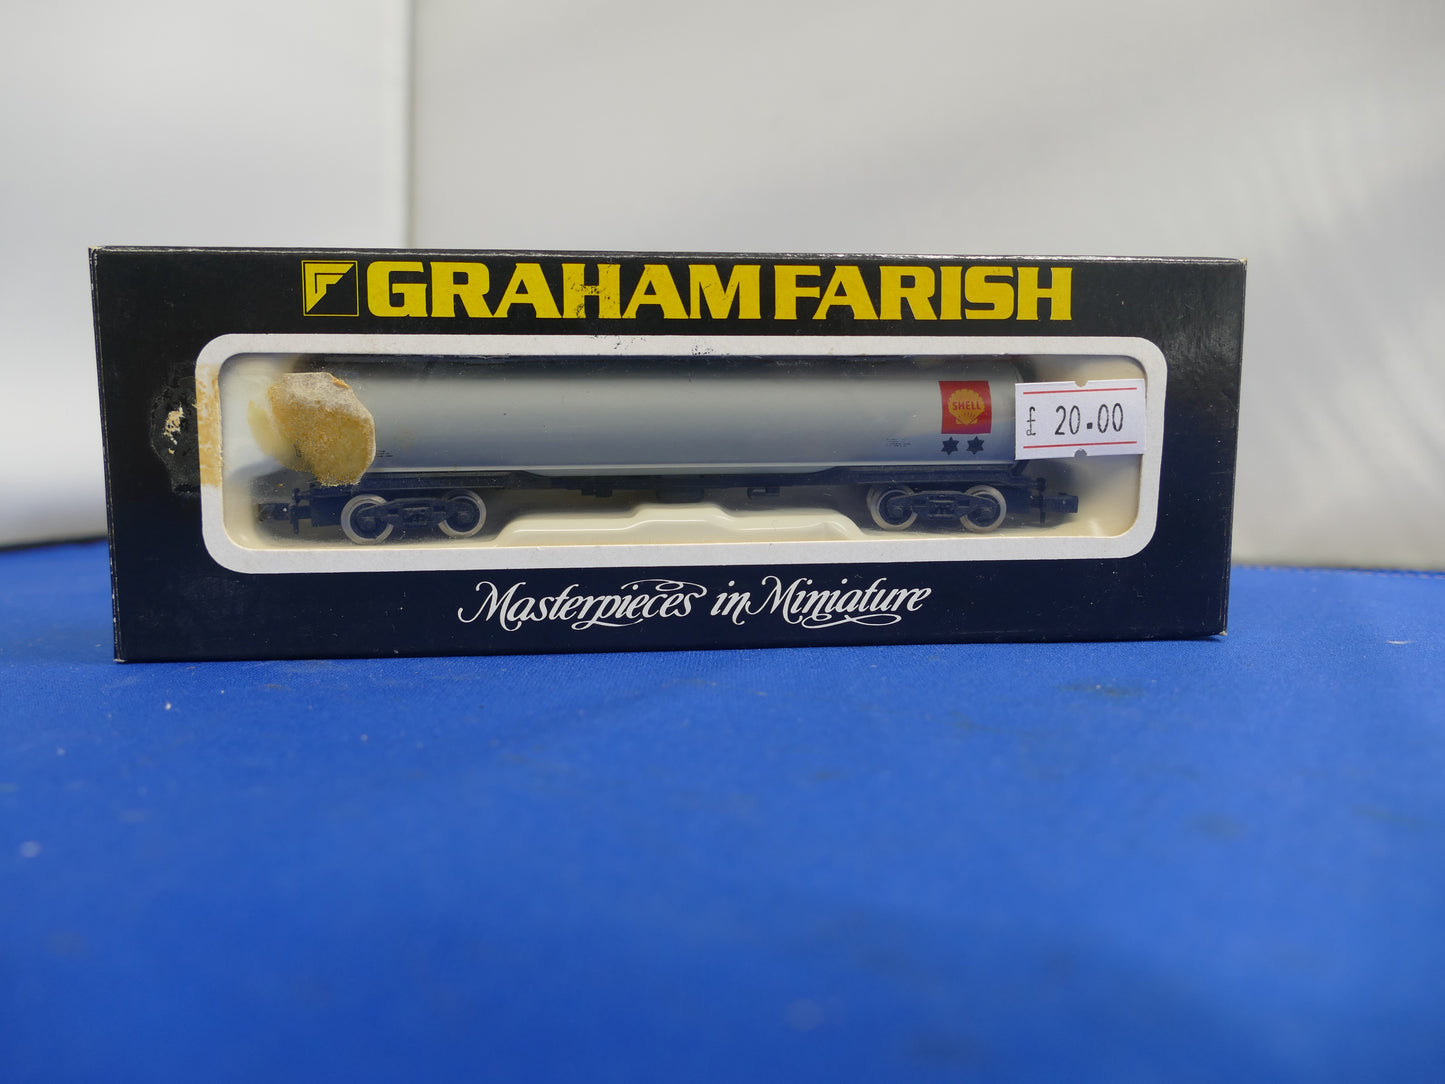 GRAHAM FARISH
SHELL
£ 20.00
Masterpieces in Miniature